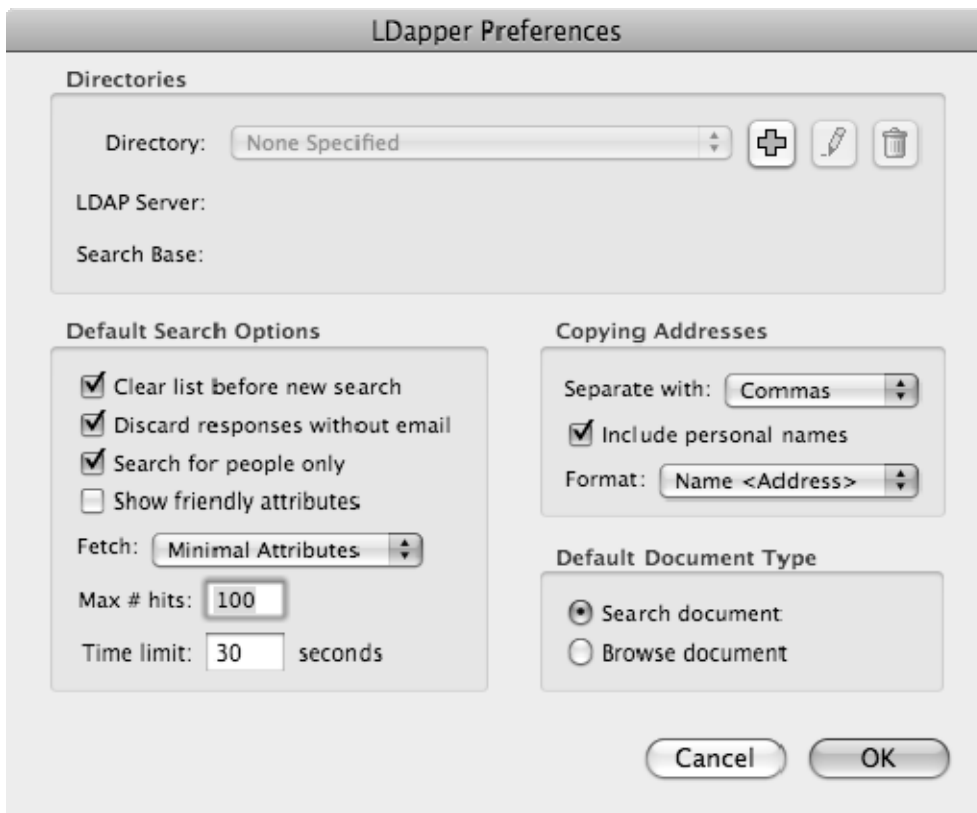 LDapper Preferences
Directories
Directory: None Specified
LDAP Server:
Search Base:
Default Search Options
Clear list before new search
Discard responses without email
Search for people only
Show friendly attributes
Fetch: Minimal Attributes
Max # hits: 100
Time limit: 30 seconds
Copying Addresses
Separate with: Commas
Include personal names
Format: Name <Address>
Default Document Type
Search document
Browse document
Cancel OK